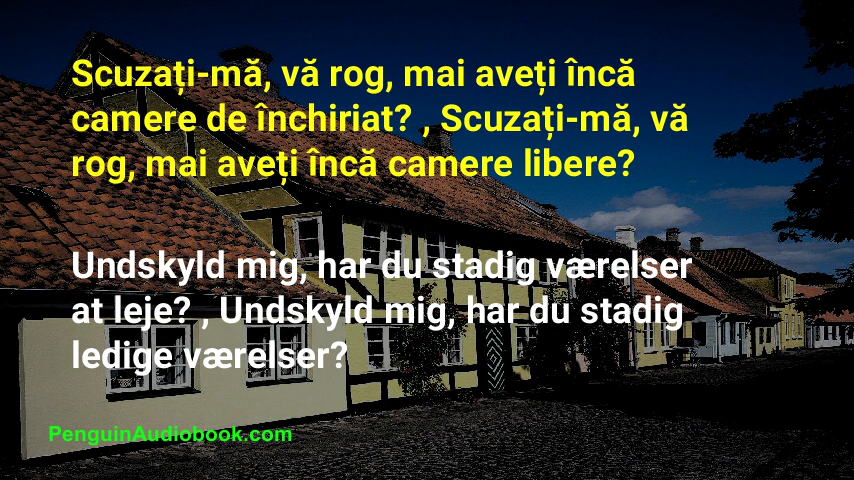 Scuzați-mă, vă rog, mai aveți încă
camere de închiriat? , Scuzați-mă, vă
rog, mai aveți încă camere libere?
Undskyld mig, har du stadig værelser
at leje? , Undskyld mig, har du stadig
ledige værelser?
PenguinAudiobook.com